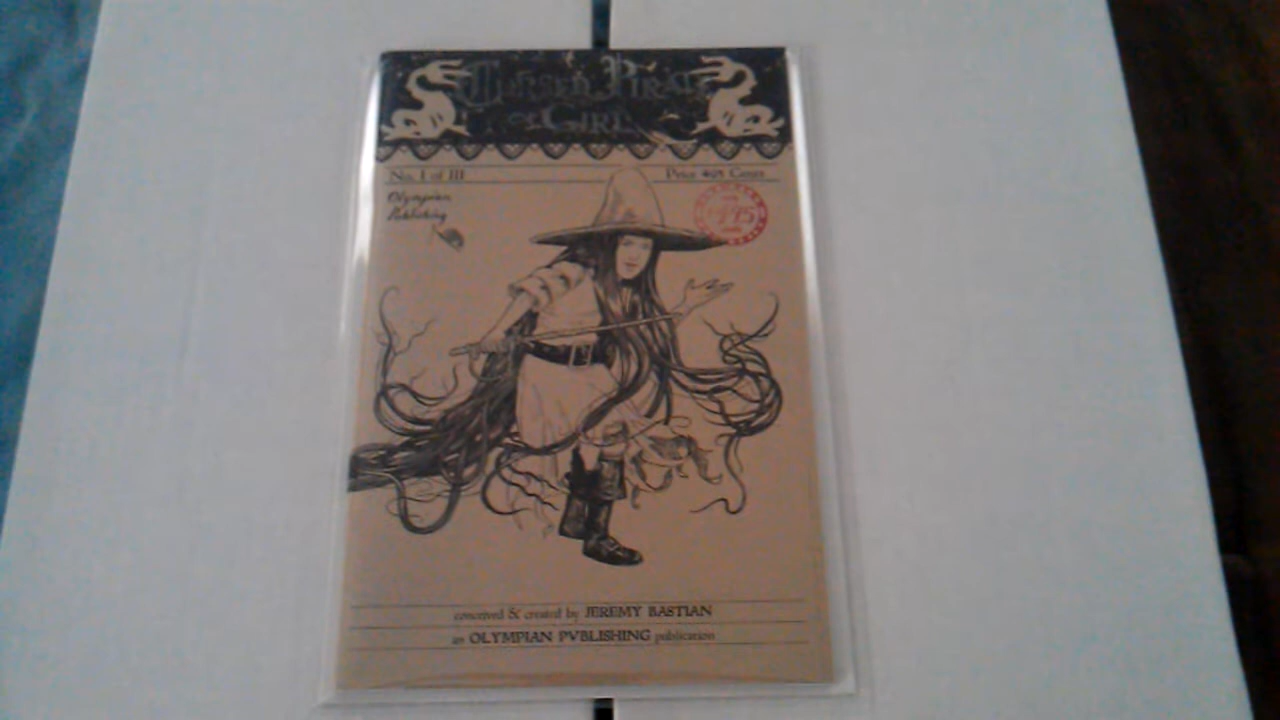 CURSED PIRATE
GIRL
No. I of III
Price 495 Cents
Olympian
Publishing
conceived & created by JEREMY BASTIAN
an OLYMPIAN PVBLISHING publication